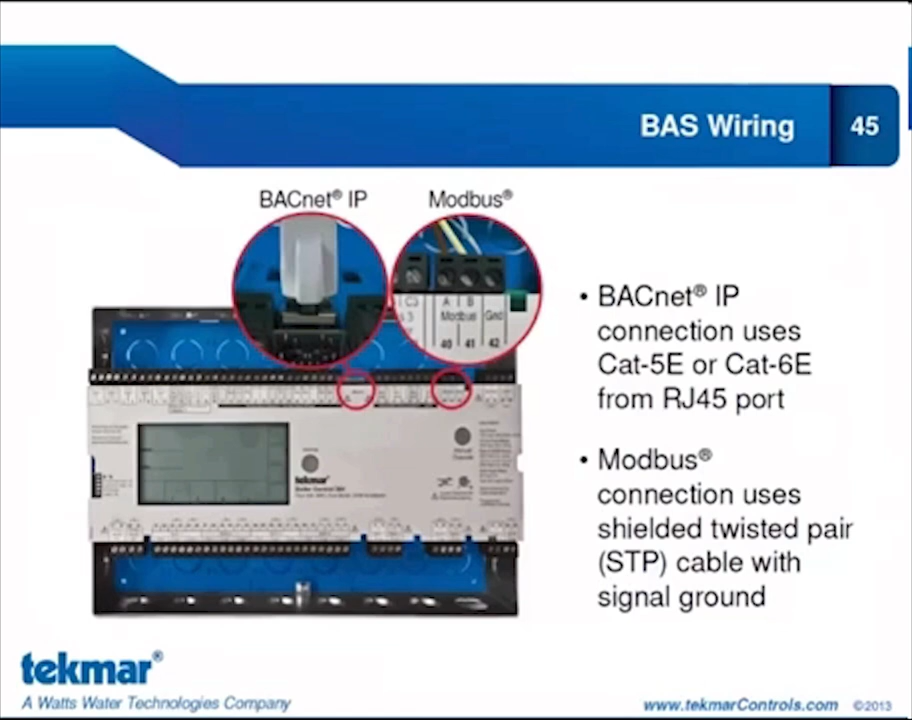 BAS Wiring
45
BACnet® IP
Modbus®
C3
A B
Modbus Gnd
40 41 42
• BACnet® IP
connection uses
Cat-5E or Cat-6E
from RJ45 port
• Modbus®
connection uses
shielded twisted pair
(STP) cable with
signal ground
tekmar
tekmar®
A Watts Water Technologies Company
www.tekmarControls.com
©2013